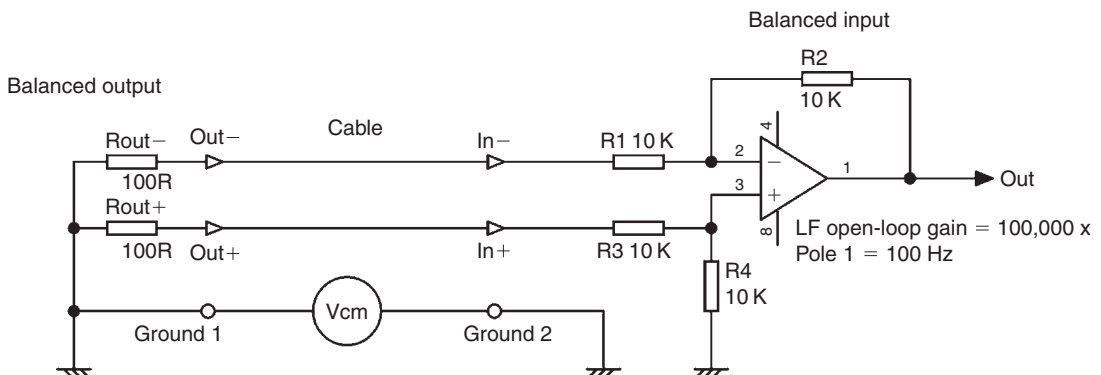 Balanced input
R2
10 K
Balanced output
Rout− Out− Cable In− R1 10 K
100R
2
−
4
1
Out
Rout+
100R Out+ In+ R3 10 K
3
+
8
LF open-loop gain = 100,000 x
Pole 1 = 100 Hz
R4
10 K
Vcm
Ground 1 Ground 2